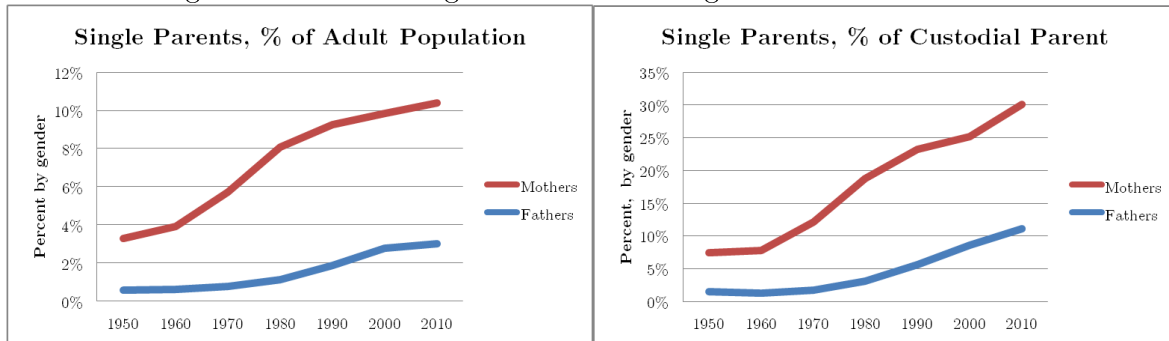 Single Parents, % of Adult Population
Percent by gender
12%
10%
8%
6%
4%
2%
0%
1950 1960 1970 1980 1990 2000 2010
Mothers
Fathers
Single Parents, % of Custodial Parent
Percent, by gender
35%
30%
25%
20%
15%
10%
5%
0%
1950 1960 1970 1980 1990 2000 2010
Mothers
Fathers